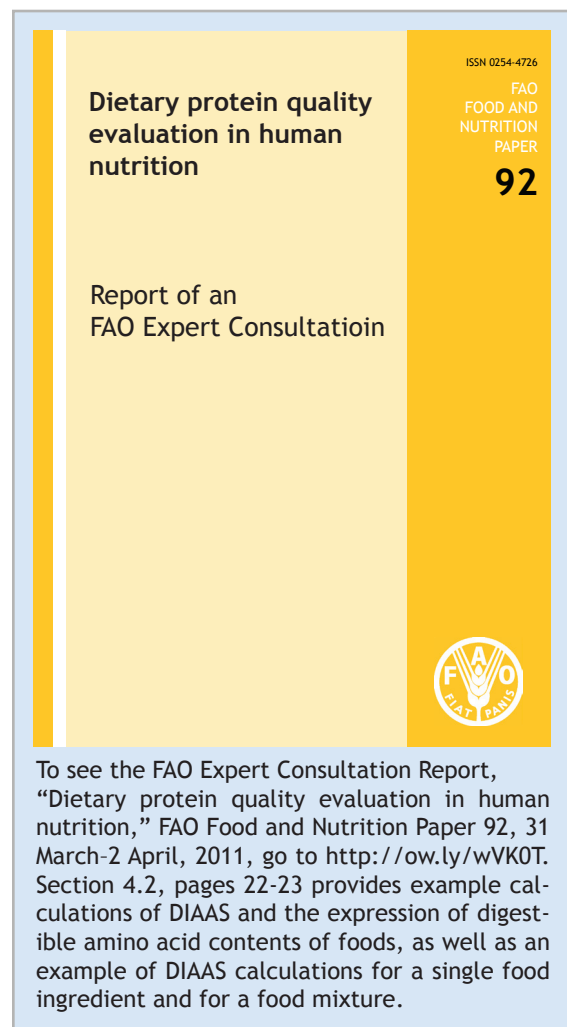 ISSN 0254-4726
FAO
FOOD AND
NUTRITION
PAPER
92
Dietary protein quality
evaluation in human
nutrition
Report of an
FAO Expert Consultatioin
F A O
FIAT PANIS
To see the FAO Expert Consultation Report,
“Dietary protein quality evaluation in human
nutrition,” FAO Food and Nutrition Paper 92, 31
March–2 April, 2011, go to http://ow.ly/wVK0T.
Section 4.2, pages 22-23 provides example cal-
culations of DIAAS and the expression of digest-
ible amino acid contents of foods, as well as an
example of DIAAS calculations for a single food
ingredient and for a food mixture.